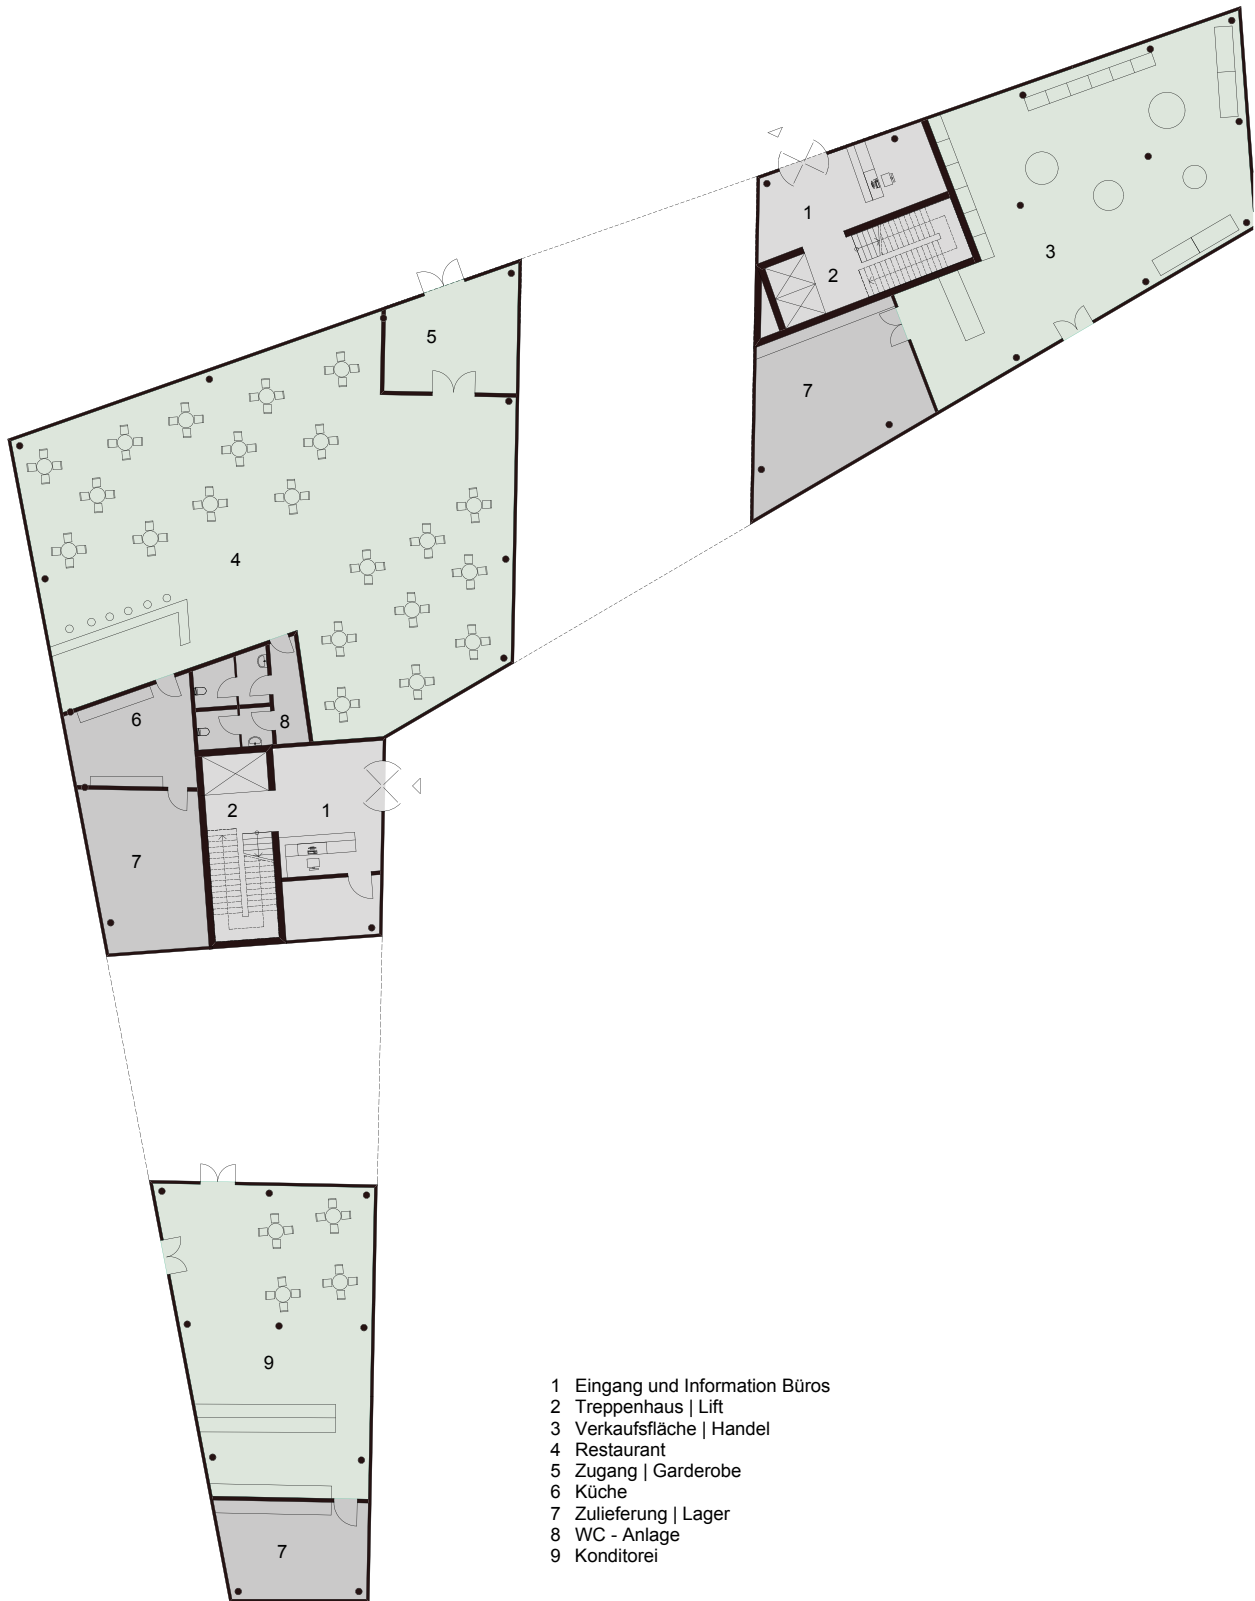 1
2
3
7
5
4
6
8
2
1
7
9
7
1 Eingang und Information Büros
2 Treppenhaus | Lift
3 Verkaufsfläche | Handel
4 Restaurant
5 Zugang | Garderobe
6 Küche
7 Zulieferung | Lager
8 WC - Anlage
9 Konditorei